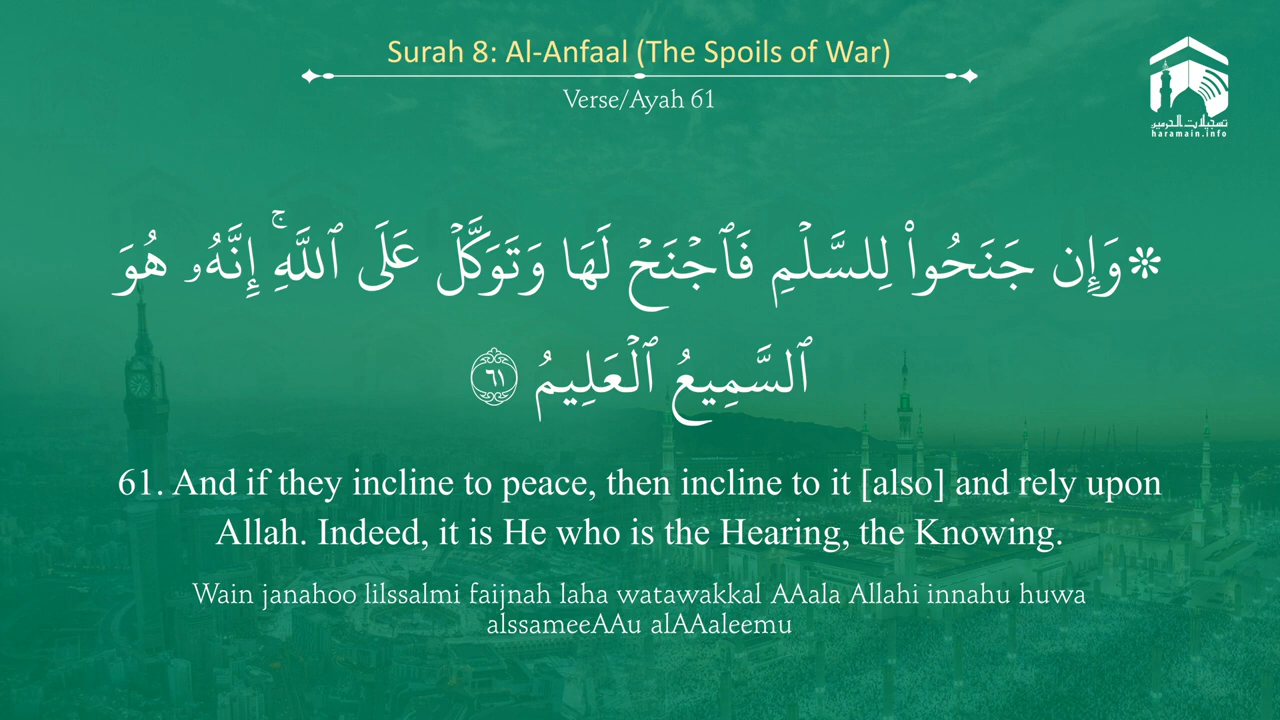 Surah 8: Al-Anfaal (The Spoils of War)
Verse/Ayah 61
تسجيلات الحرمين
haramain.info
۞وَإِن جَنَحُوا۟ لِلسَّلْمِ فَٱجْنَحْ لَهَا وَتَوَكَّلْ عَلَى ٱللَّهِ ۚ إِنَّهُۥ هُوَ
ٱلسَّمِيعُ ٱلْعَلِيمُ ٦١
61. And if they incline to peace, then incline to it [also] and rely upon
Allah. Indeed, it is He who is the Hearing, the Knowing.
Wain janahoo lilssalmi faijnah laha watawakkal AAala Allahi innahu huwa
alssameeAAu alAAaleemu